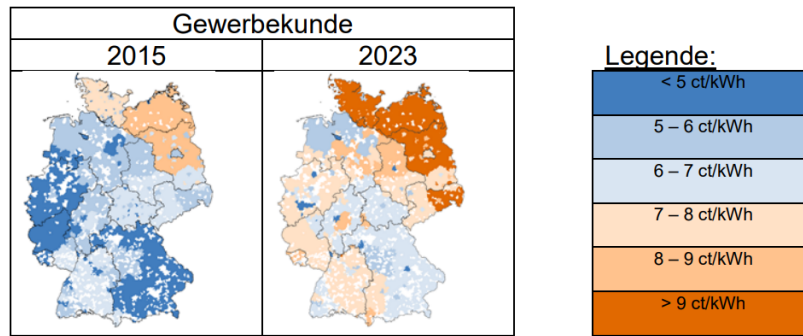 Gewerbekunde
2015 2023
Legende:
< 5 ct/kWh
5 – 6 ct/kWh
6 – 7 ct/kWh
7 – 8 ct/kWh
8 – 9 ct/kWh
> 9 ct/kWh